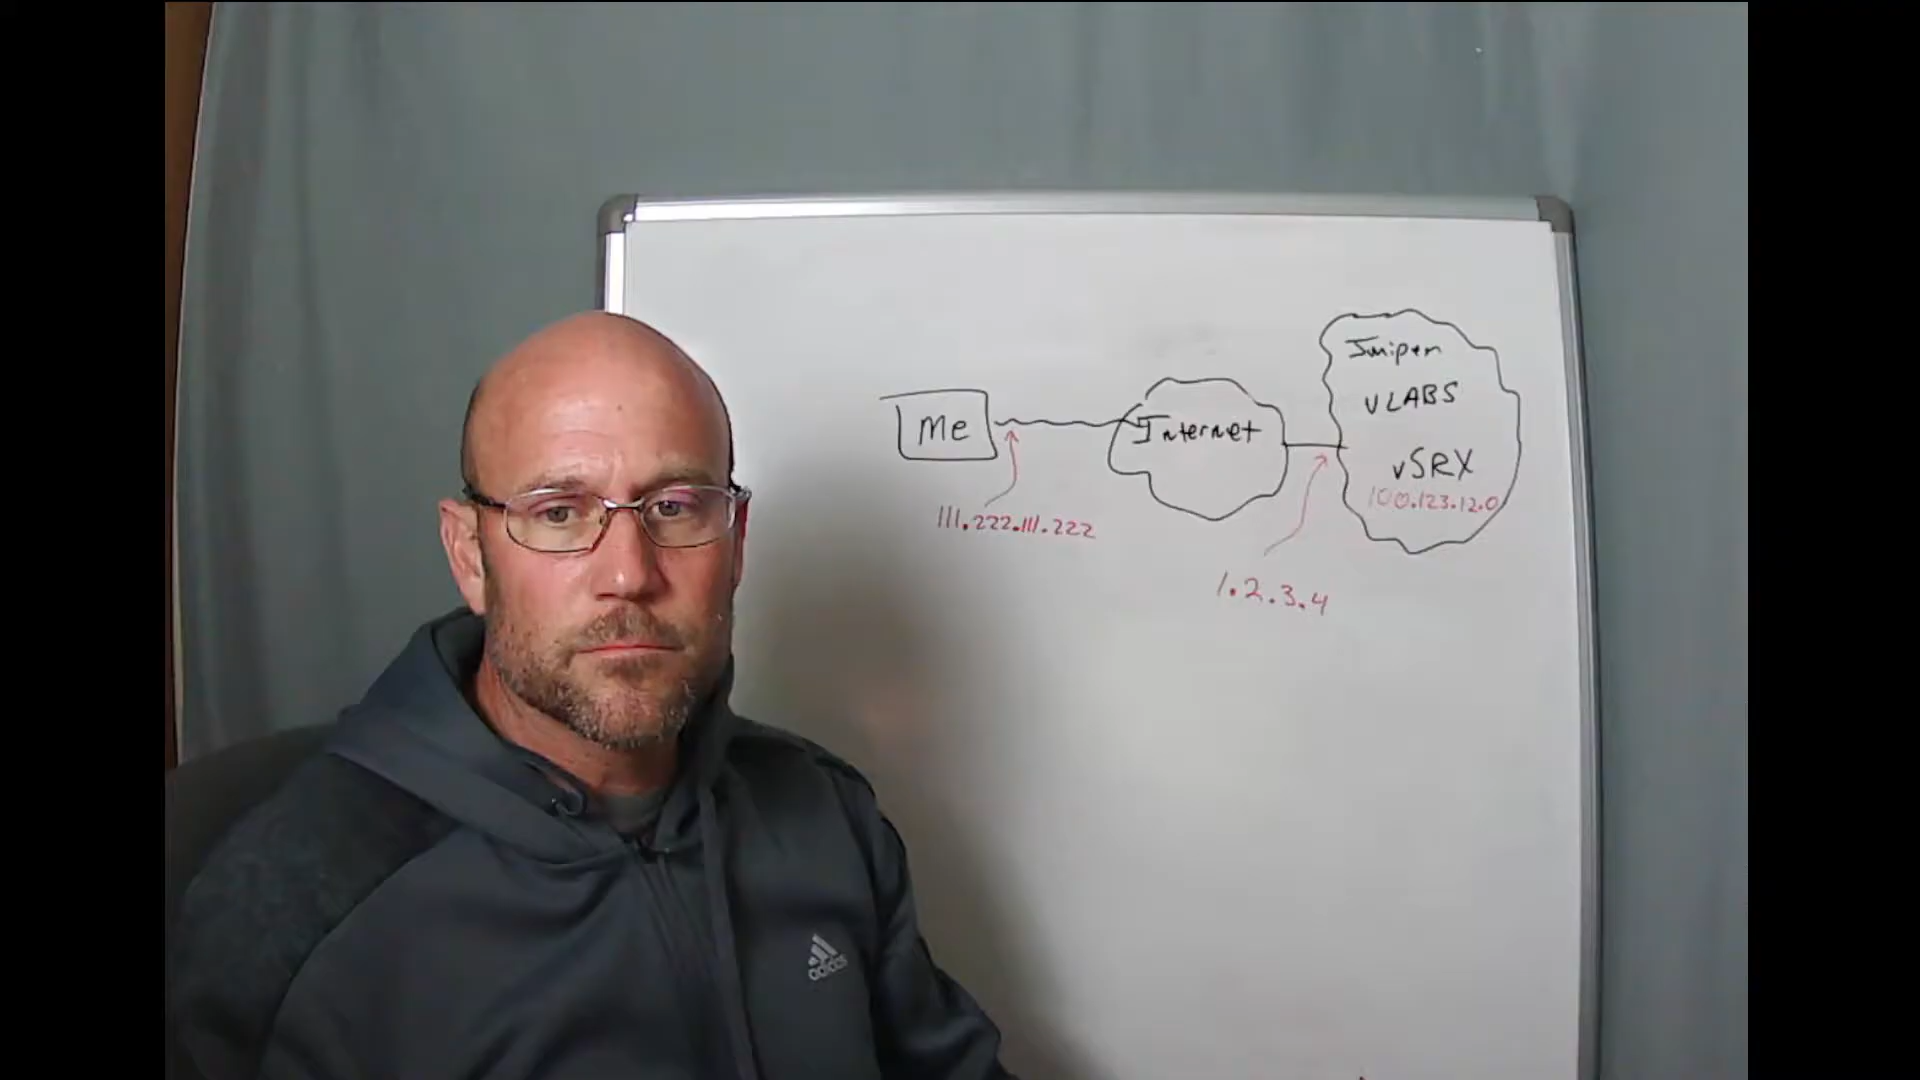 Juniper
vLABS
Me
Internet
vSRX
100.123.12.0
111.222.111.222
1.2.3.4
adidas